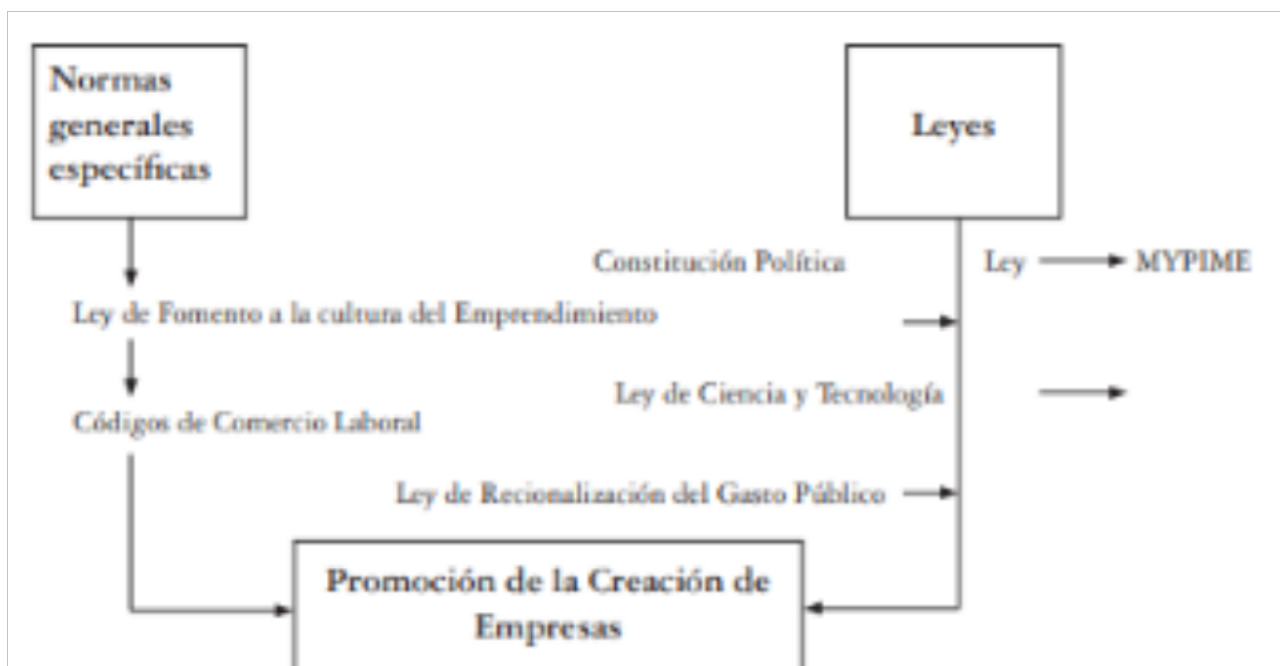 Normas
generales
específicas
Leyes
Constitución Política
Ley
MYPIME
Ley de Fomento a la cultura del Emprendimiento
Ley de Ciencia y Tecnología
Códigos de Comercio Laboral
Ley de Recionalización del Gasto Público
Promoción de la Creación de
Empresas